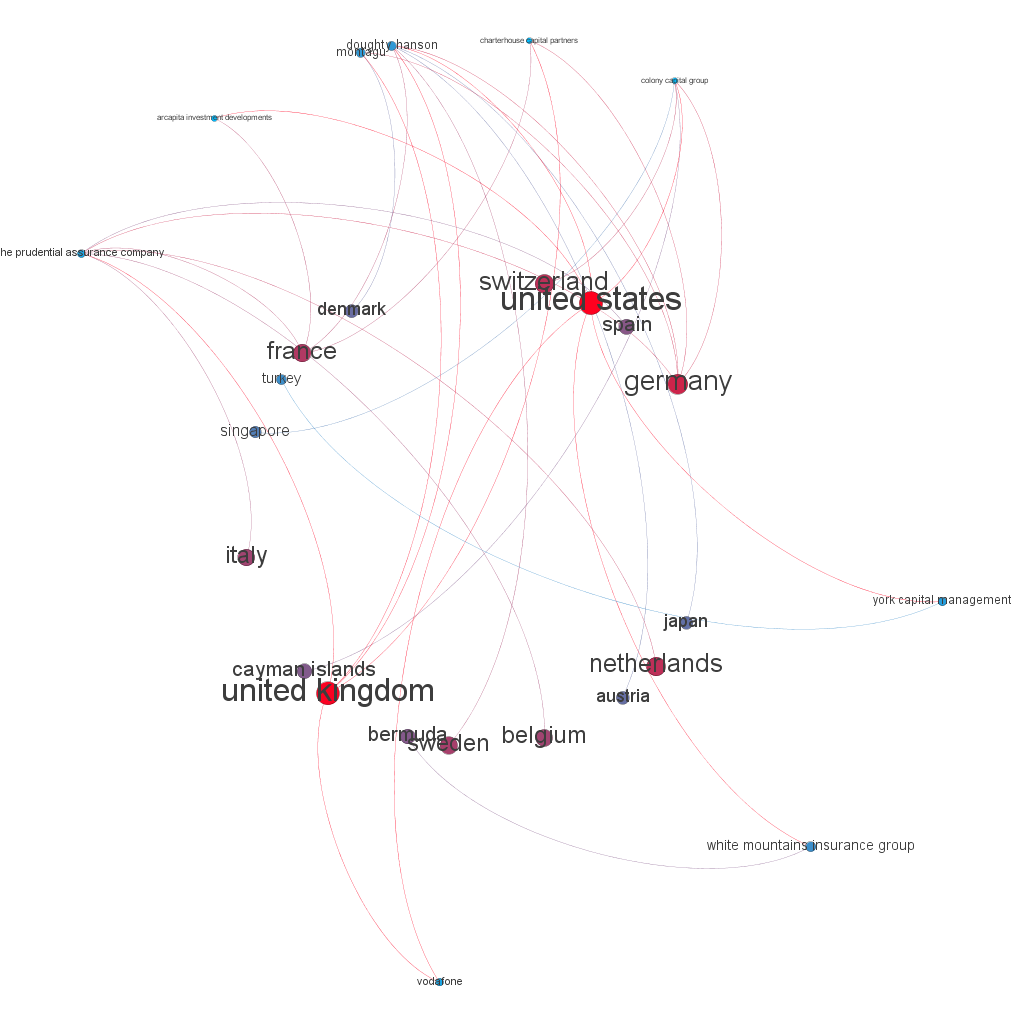 charterhouse capital partners
doughty hanson
montagu
colony capital group
arcapita investment developments
he prudential assurance company
switzerland
united states
denmark
spain
france
turkey
germany
singapore
italy
york capital management
japan
netherlands
cayman islands
united kingdom
austria
bermuda
sweden
belgium
white mountains insurance group
vodafone